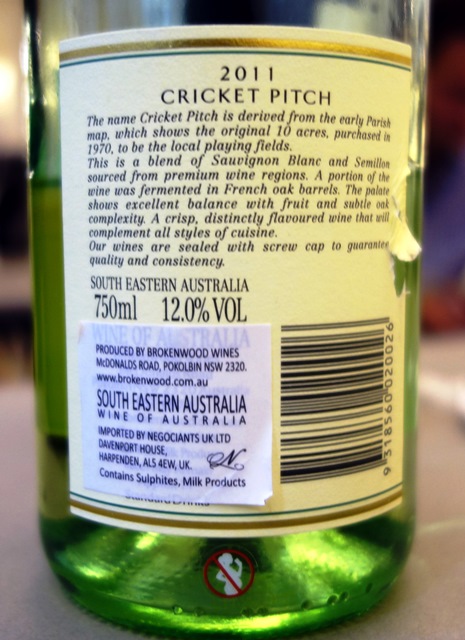 2011
CRICKET PITCH
The name Cricket Pitch is derived from the early Parish
map, which shows the original 10 acres, purchased in
1970, to be the local playing fields.
This is a blend of Sauvignon Blanc and Semillon
sourced from premium wine regions. A portion of the
wine was fermented in French oak barrels. The palate
shows excellent balance with fruit and subtle oak
complexity. A crisp, distinctly flavoured wine that will
complement all styles of cuisine.
Our wines are sealed with screw cap to guarantee
quality and consistency.
SOUTH EASTERN AUSTRALIA
750ml 12.0% VOL
WINE OF AUSTRALIA
PRODUCED BY BROKENWOOD WINES
McDONALDS ROAD, POKOLBIN NSW 2320.
www.brokenwood.com.au
SOUTH EASTERN AUSTRALIA
WINE OF AUSTRALIA
IMPORTED BY NEGOCIANTS UK LTD
DAVENPORT HOUSE,
HARPENDEN, AL5 4EW, UK.
Contains Sulphites, Milk Products
Standard Drinks
9 318560 020026